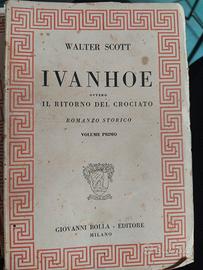 WALTER SCOTT
IVANHOE
OVVERO
IL RITORNO DEL CROCIATO
ROMANZO STORICO
VOLUME PRIMO
GIOVANNI BOLLA - EDITORE
MILANO